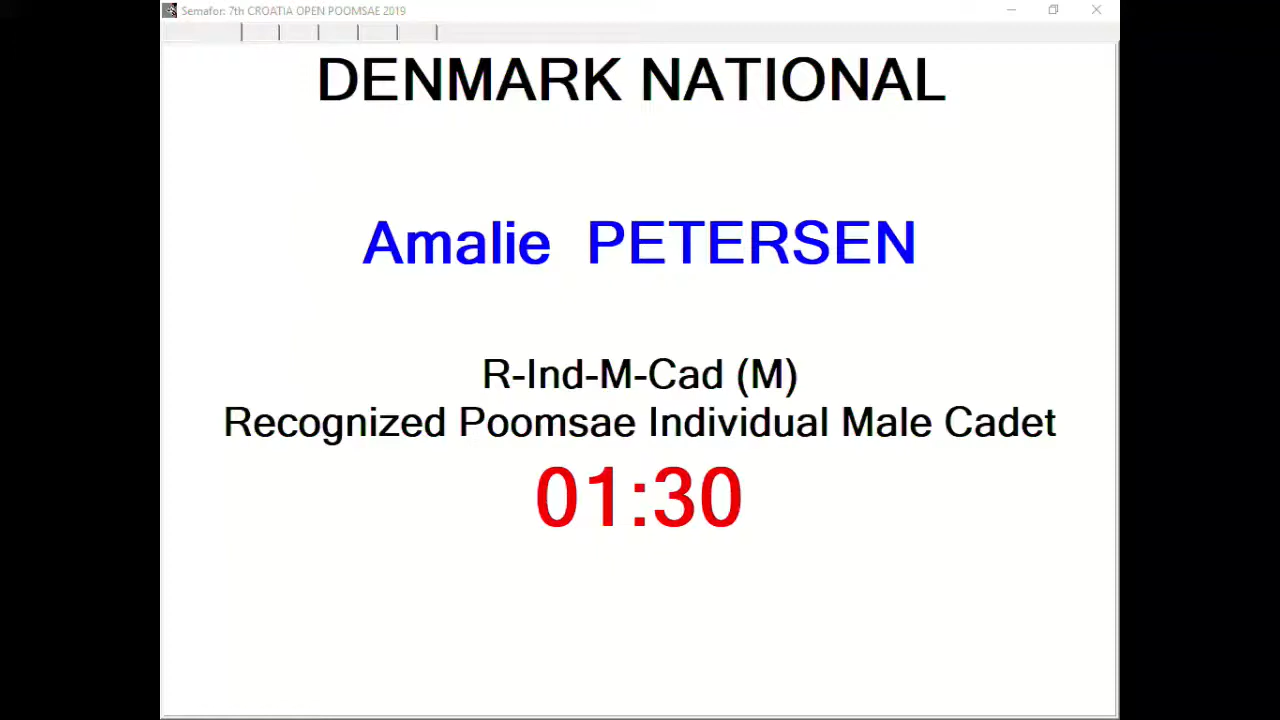 Semafor: 7th CROATIA OPEN POOMSAE 2019
DENMARK NATIONAL
Amalie PETERSEN
R-Ind-M-Cad (M)
Recognized Poomsae Individual Male Cadet
01:30